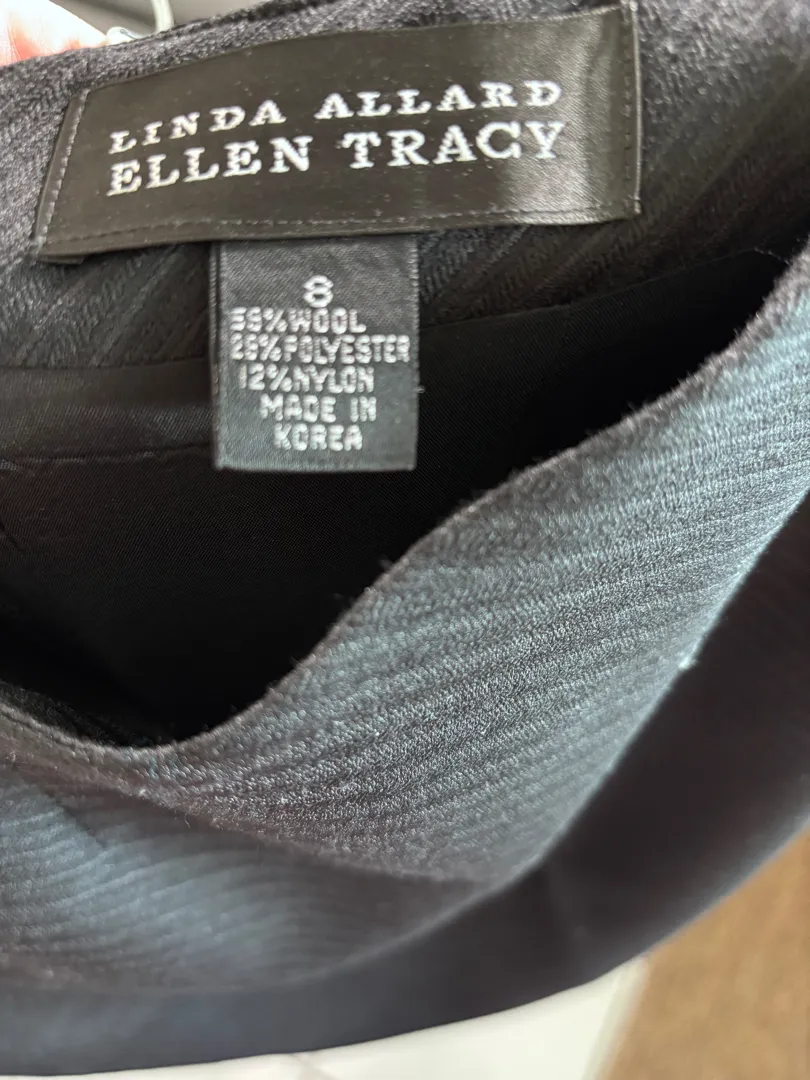 LINDA ALLARD
ELLEN TRACY
8
59%WOOL
29%POLYESTER
12%NYLON
MADE IN
KOREA